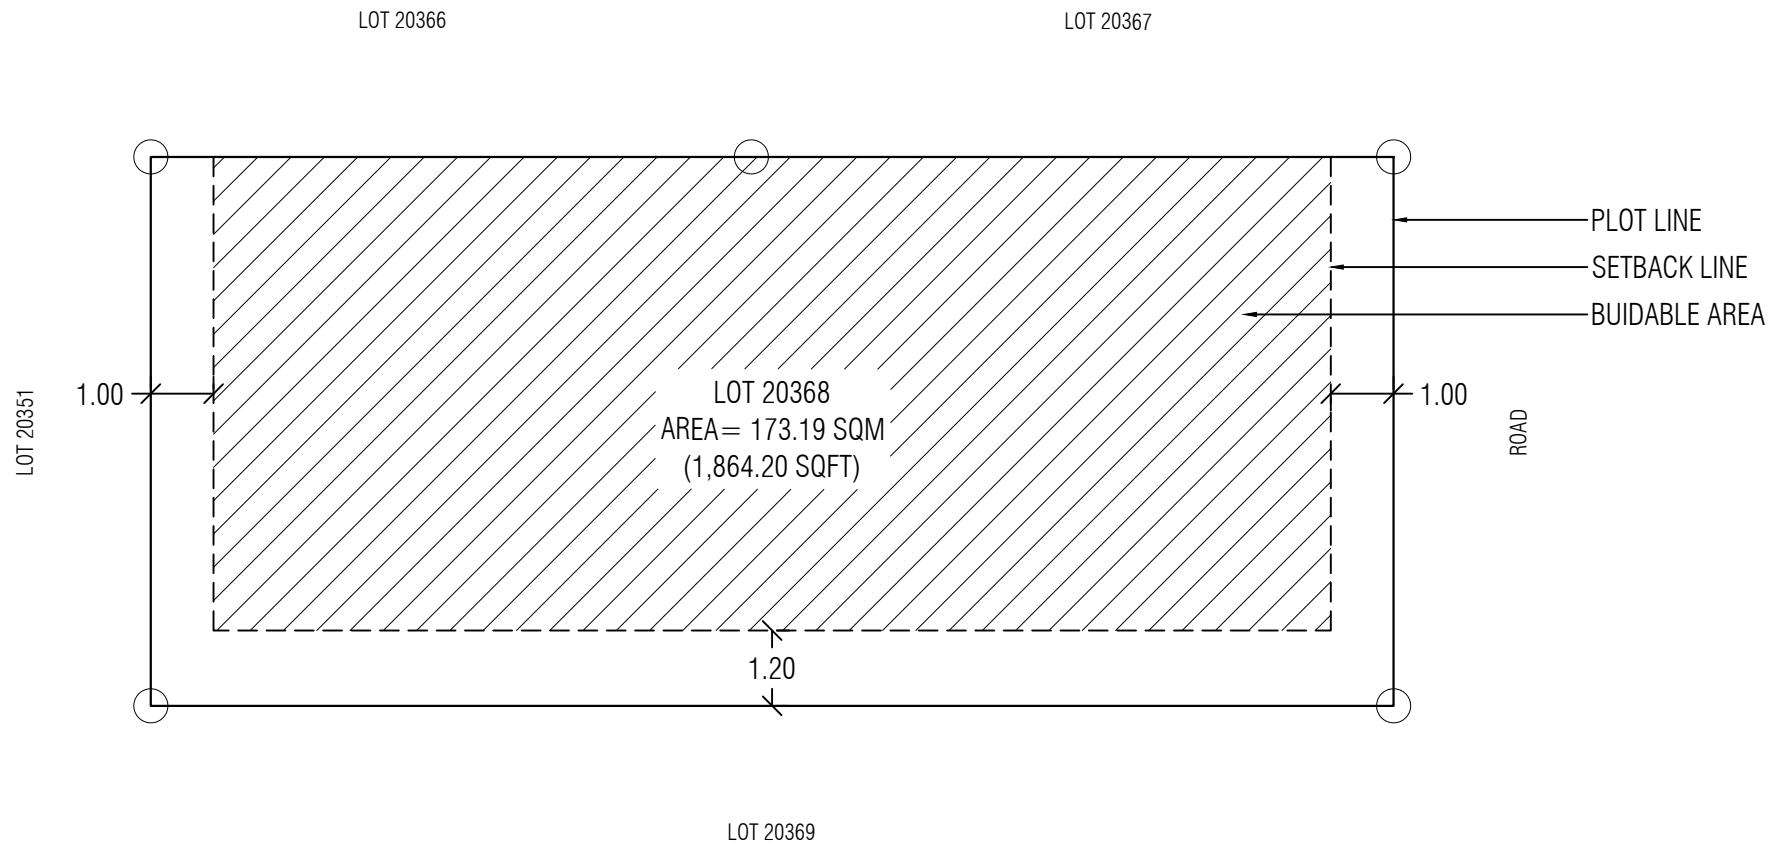 LOT 20366
LOT 20367
PLOT LINE
SETBACK LINE
BUIDABLE AREA
LOT 20351
1.00
LOT 20368
AREA= 173.19 SQM
(1,864.20 SQFT)
1.00
ROAD
1.20
LOT 20369